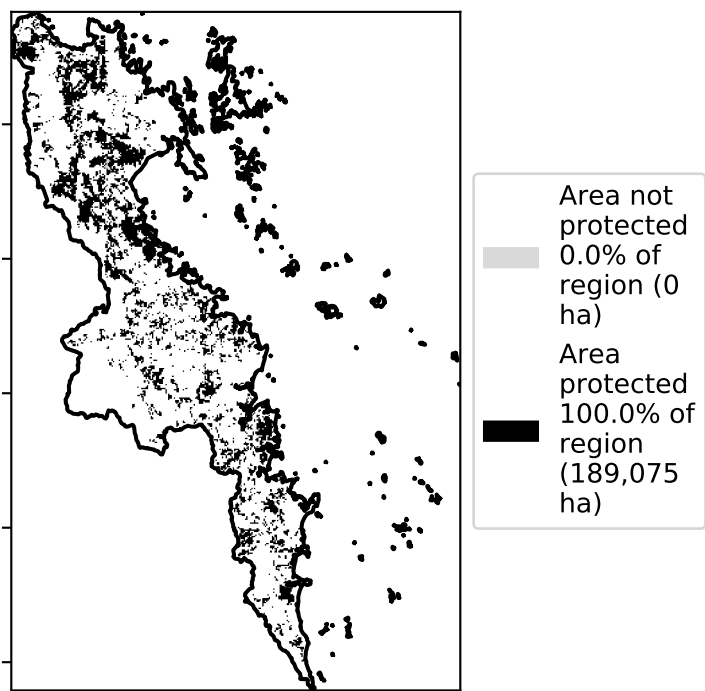 Area not
protected
0.0% of
region (0
ha)
Area
protected
100.0% of
region
(189,075
ha)